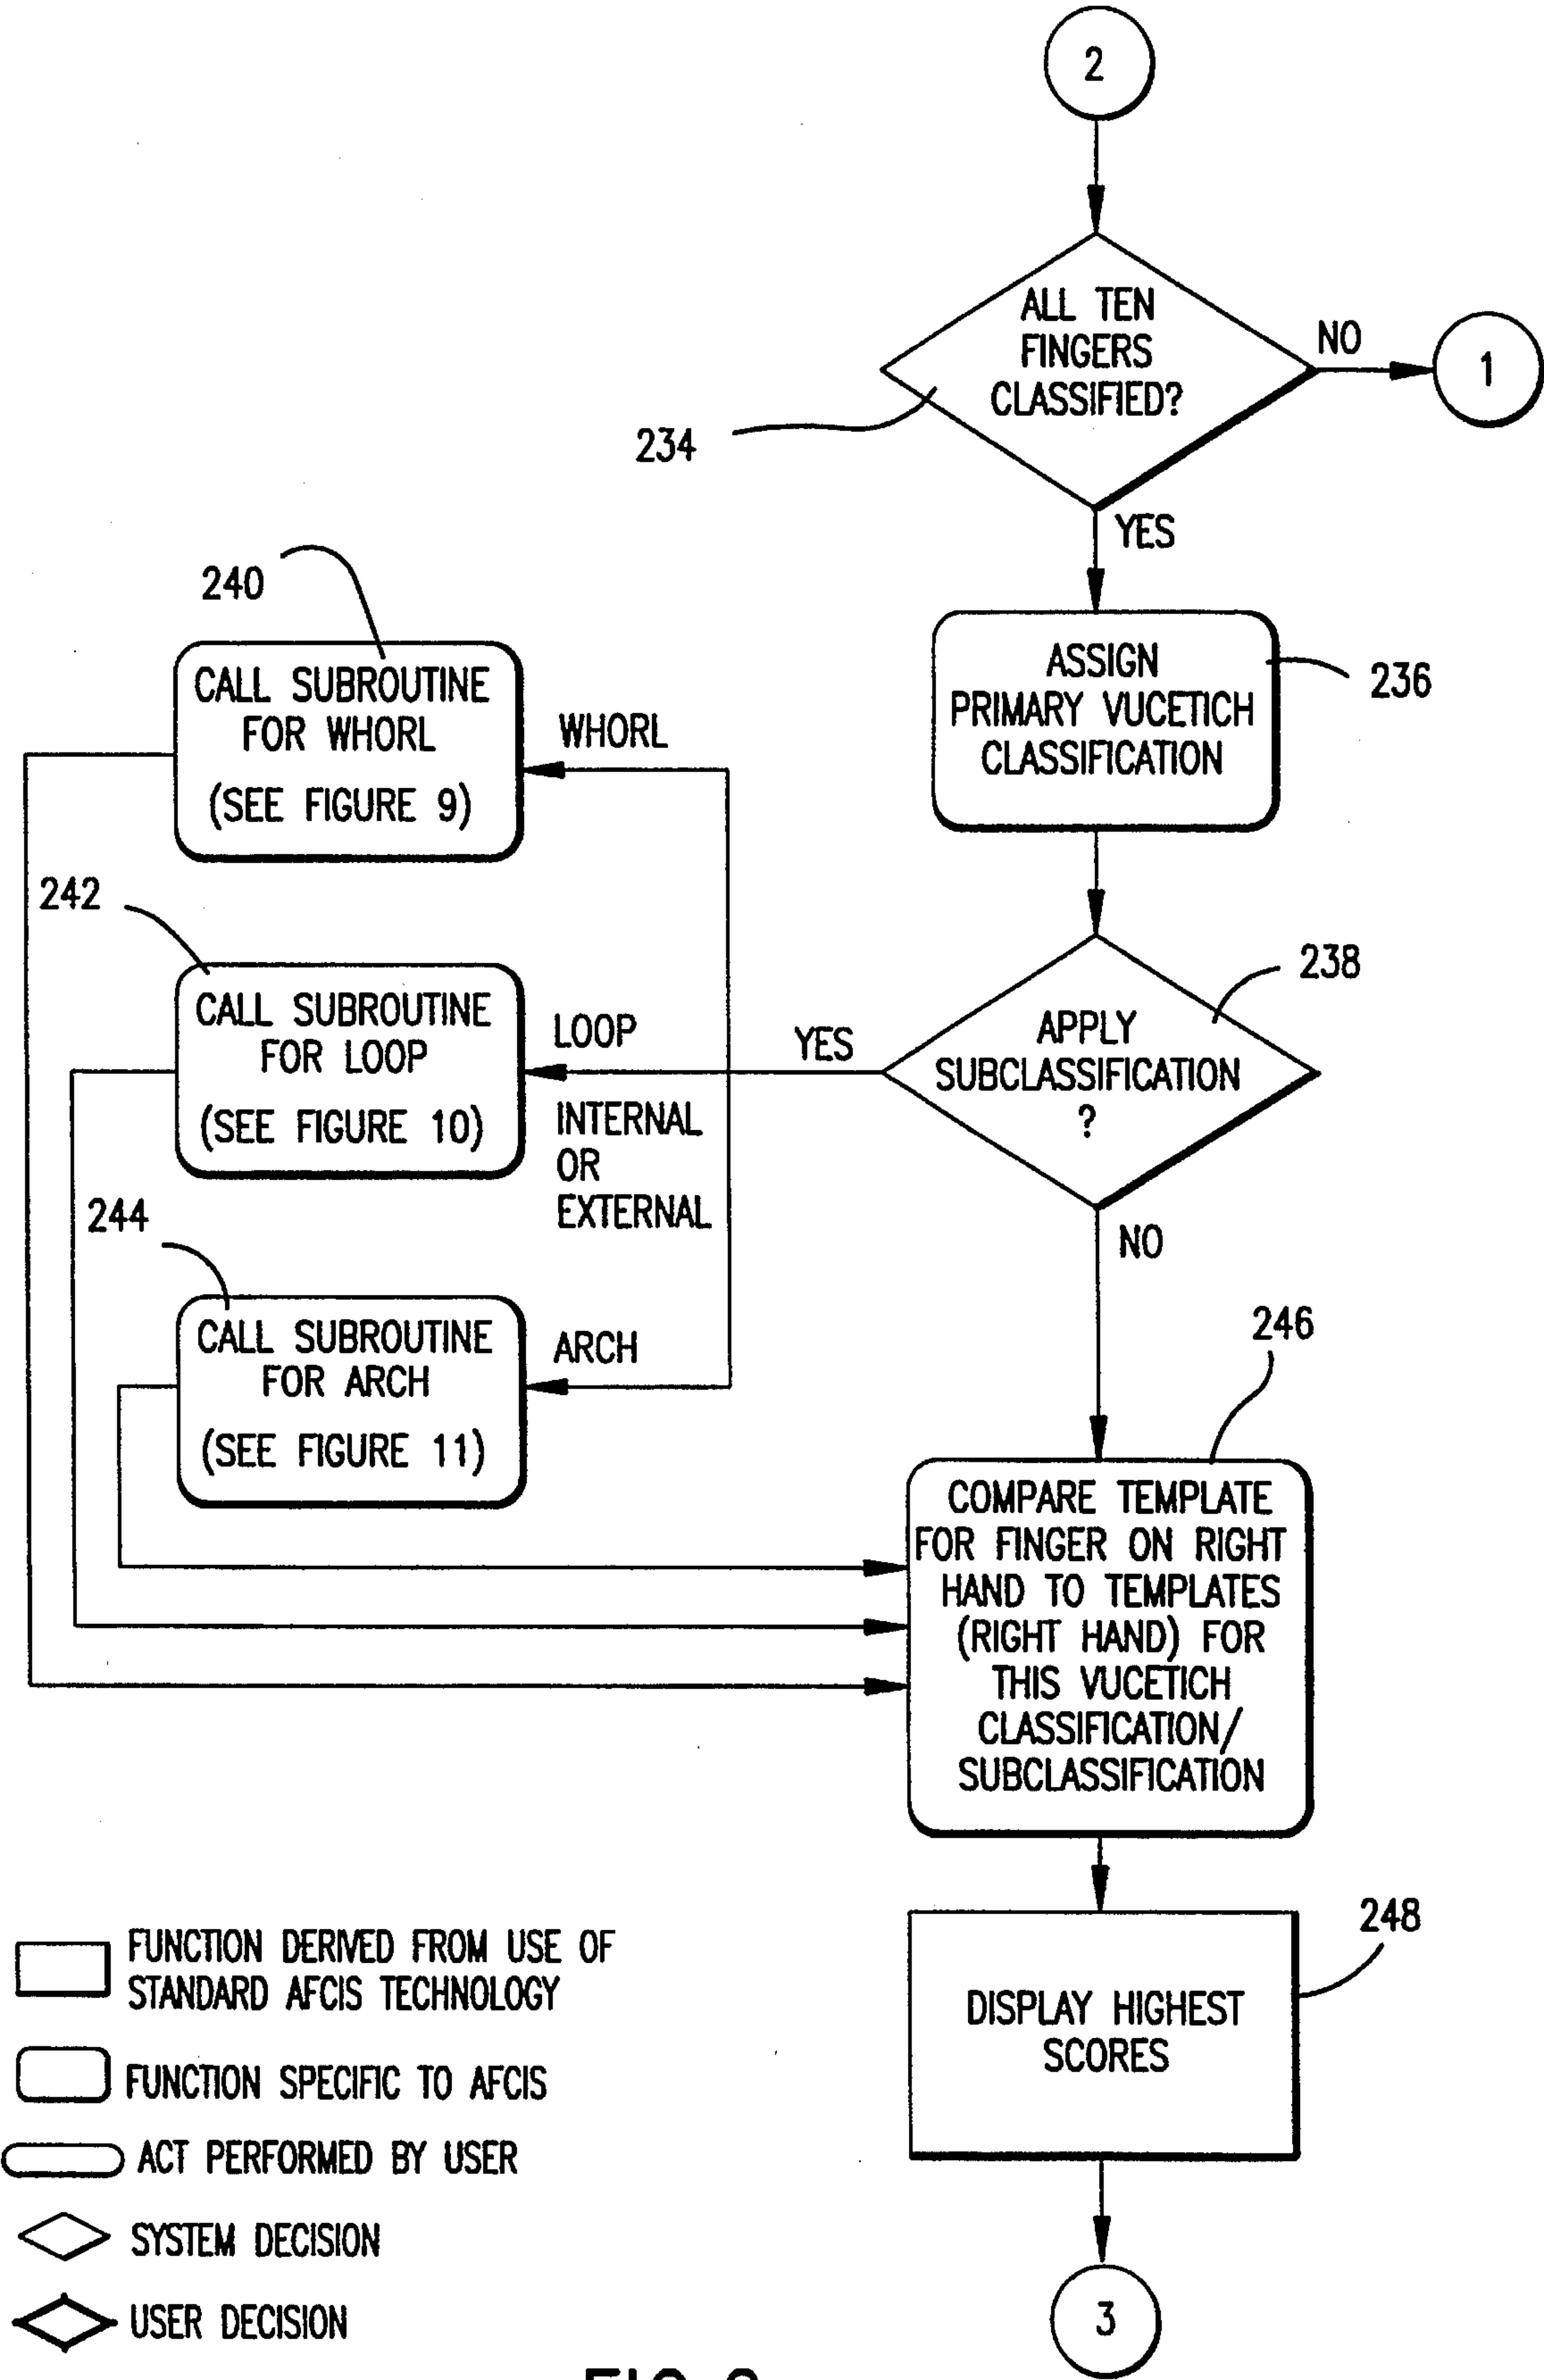 2
ALL TEN
FINGERS
CLASSIFIED?
NO
1
234
YES
240
CALL SUBROUTINE
FOR WHORL
(SEE FIGURE 9)
WHORL
ASSIGN
PRIMARY VUCETICH
CLASSIFICATION
236
242
CALL SUBROUTINE
FOR LOOP
(SEE FIGURE 10)
LOOP
INTERNAL
OR
EXTERNAL
YES
APPLY
SUBCLASSIFICATION
?
238
NO
244
CALL SUBROUTINE
FOR ARCH
(SEE FIGURE 11)
ARCH
246
COMPARE TEMPLATE
FOR FINGER ON RIGHT
HAND TO TEMPLATES
(RIGHT HAND) FOR
THIS VUCETICH
CLASSIFICATION/
SUBCLASSIFICATION
248
DISPLAY HIGHEST
SCORES
3
FUNCTION DERIVED FROM USE OF
STANDARD AFCIS TECHNOLOGY
FUNCTION SPECIFIC TO AFCIS
ACT PERFORMED BY USER
SYSTEM DECISION
USER DECISION